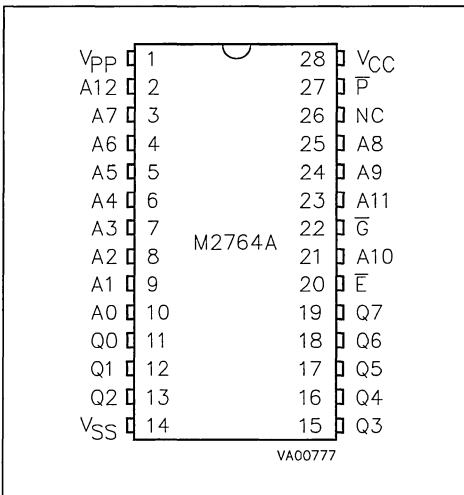 VPP 1 28 VCC
A12 2 27 P̅
A7 3 26 NC
A6 4 25 A8
A5 5 24 A9
A4 6 23 A11
A3 7 22 G̅
M2764A
A2 8 21 A10
A1 9 20 E̅
A0 10 19 Q7
Q0 11 18 Q6
Q1 12 17 Q5
Q2 13 16 Q4
VSS 14 15 Q3
VA00777